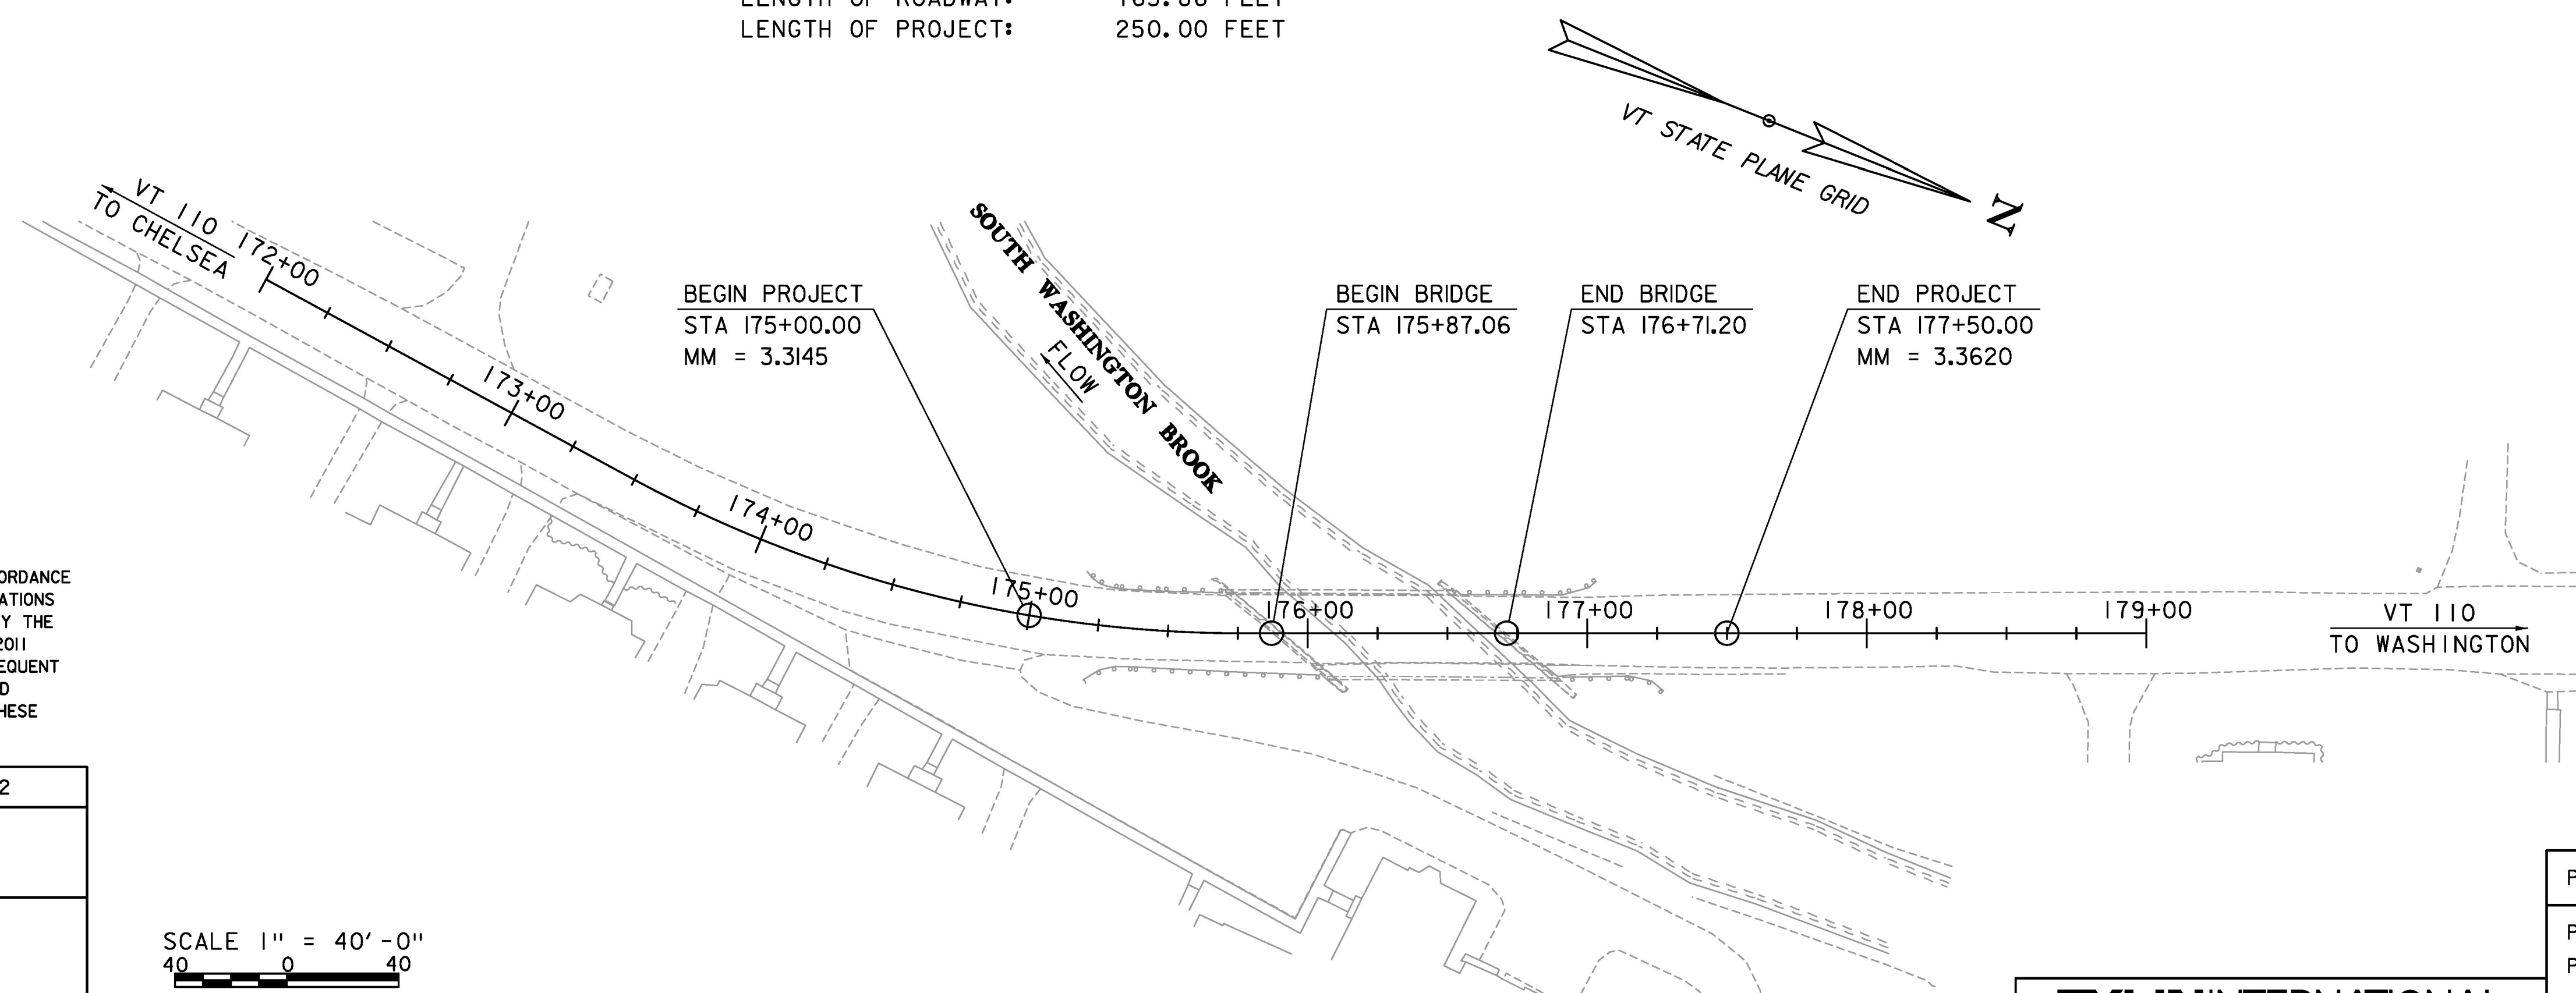 LENGTH OF ROADWAY:
LENGTH OF PROJECT: 250.00 FEET
VT STATE PLANE GRID
N
VT 110
TO CHELSEA
172+00
173+00
174+00
175+00
176+00
177+00
178+00
179+00
BEGIN PROJECT
STA 175+00.00
MM = 3.3145
SOUTH WASHINGTON BROOK
FLOW
BEGIN BRIDGE
STA 175+87.06
END BRIDGE
STA 176+71.20
END PROJECT
STA 177+50.00
MM = 3.3620
VT 110
TO WASHINGTON
ORDANCE
ATIONS
Y THE
2011
EQUENT
D
HESE
2
SCALE 1" = 40'-0"
40 0 40
P
P
P
INTERNATIONAL